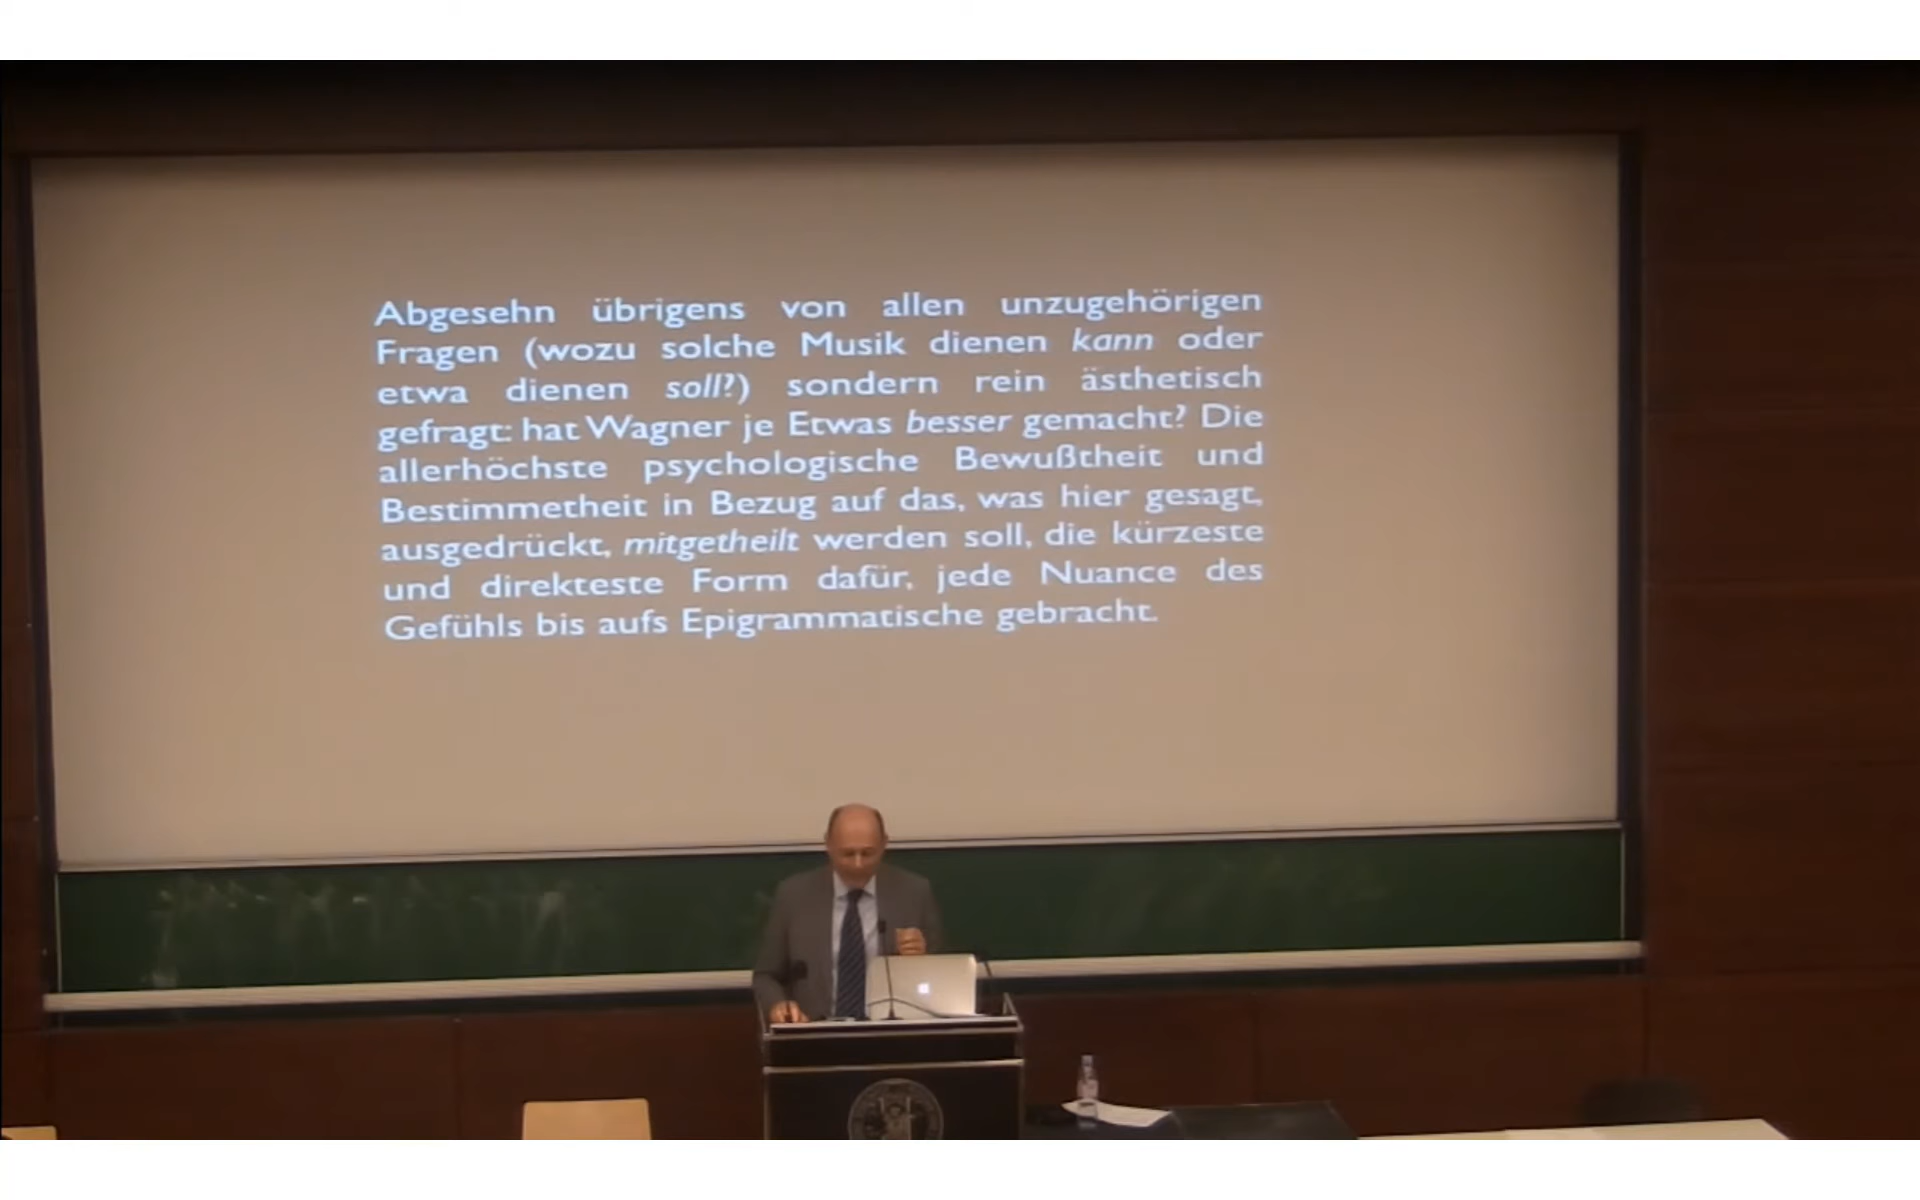 Abgesehn übrigens von allen unzugehörigen
Fragen (wozu solche Musik dienen kann oder
etwa dienen soll?) sondern rein ästhetisch
gefragt: hat Wagner je Etwas besser gemacht? Die
allerhöchste psychologische Bewußtheit und
Bestimmetheit in Bezug auf das, was hier gesagt,
ausgedrückt, mitgetheilt werden soll, die kürzeste
und direkteste Form dafür, jede Nuance des
Gefühls bis aufs Epigrammatische gebracht.